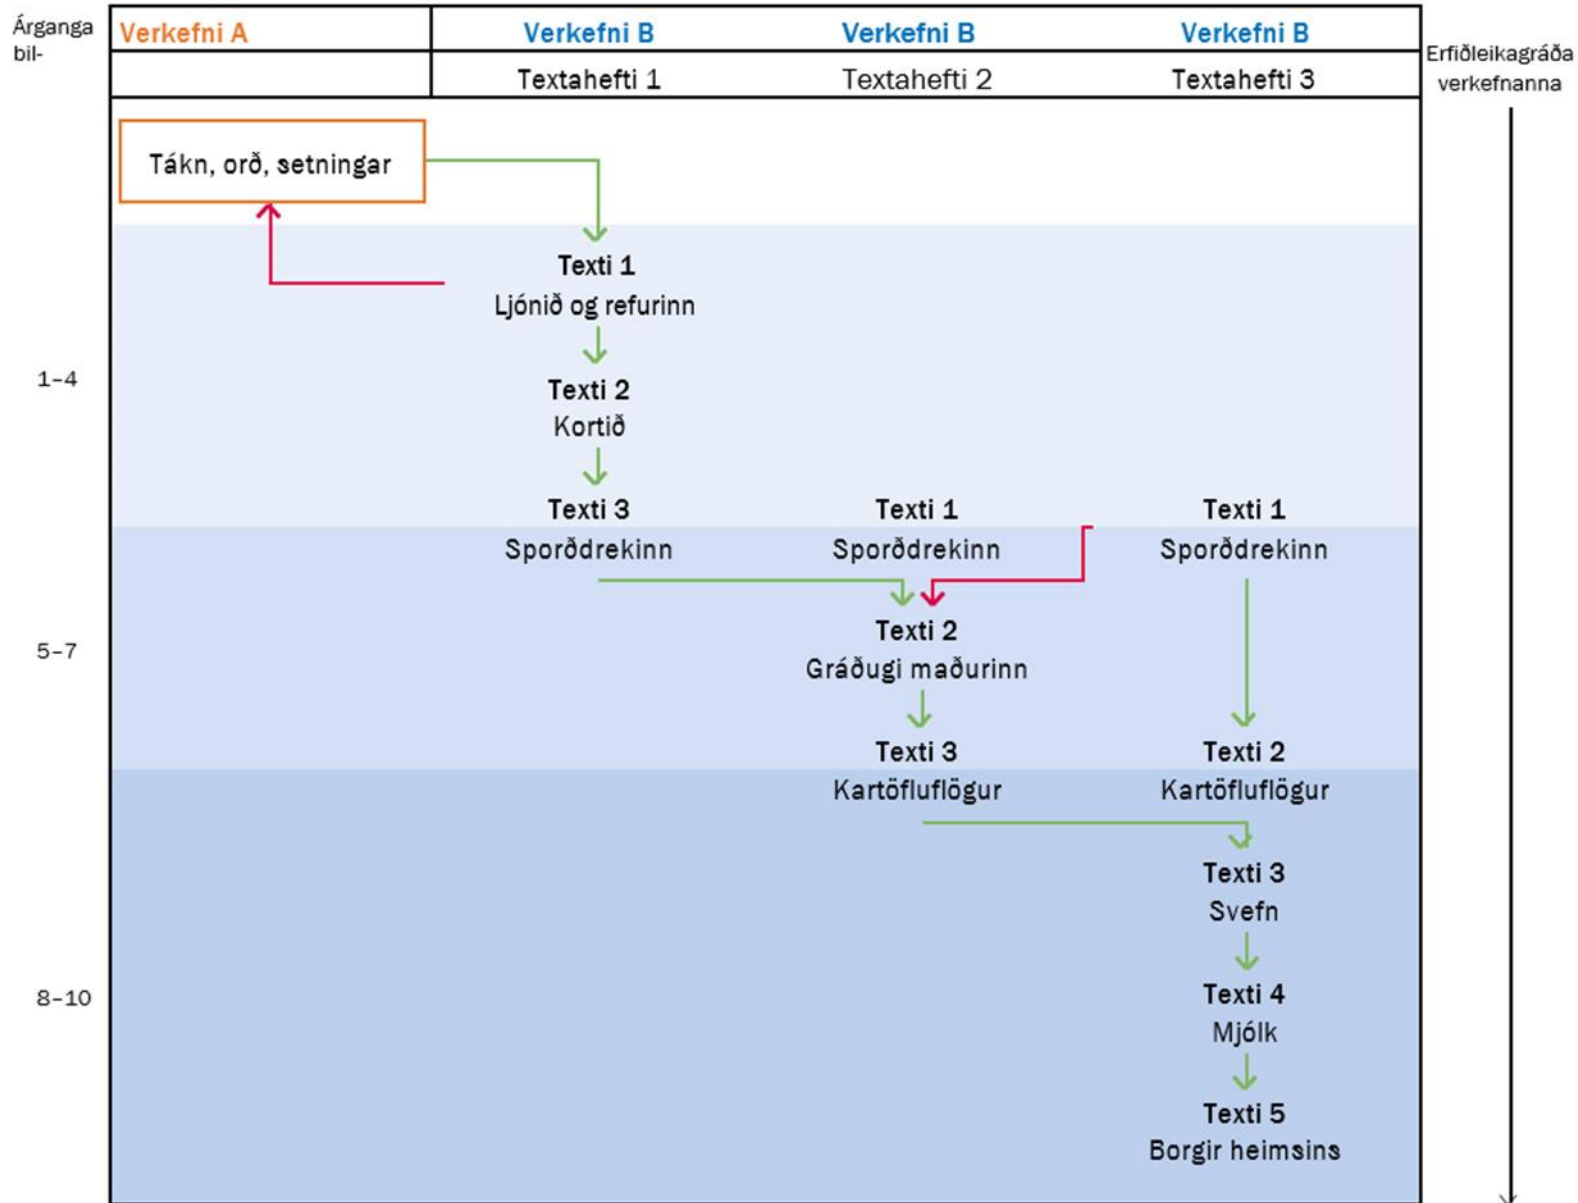 Árganga
bil-
Verkefni A
Verkefni B
Verkefni B
Verkefni B
Erfiðleikagráða
verkefnanna
Textahefti 1
Textahefti 2
Textahefti 3
Tákn, orð, setningar
Texti 1
Ljónið og refurinn
1–4
Texti 2
Kortið
Texti 3
Sporðdrekinn
Texti 1
Sporðdrekinn
Texti 1
Sporðdrekinn
5–7
Texti 2
Gráðugi maðurinn
Texti 3
Kartöfluflögur
Texti 2
Kartöfluflögur
Texti 3
Svefn
8–10
Texti 4
Mjólk
Texti 5
Borgir heimsins